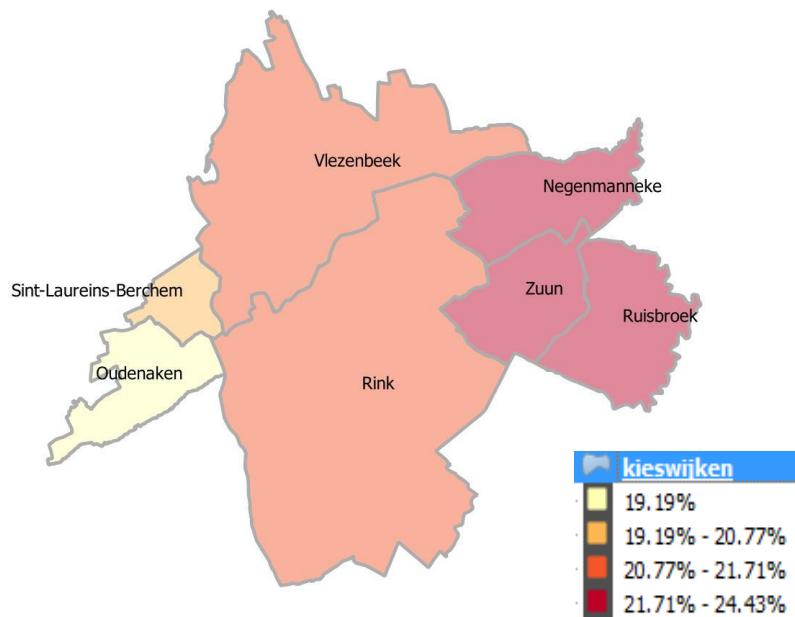 Vlezenbeek
Negenmanneke
Sint-Laureins-Berchem
Zuun
Ruisbroek
Oudenaken
Rink
kieswijken
19.19%
19.19% - 20.77%
20.77% - 21.71%
21.71% - 24.43%